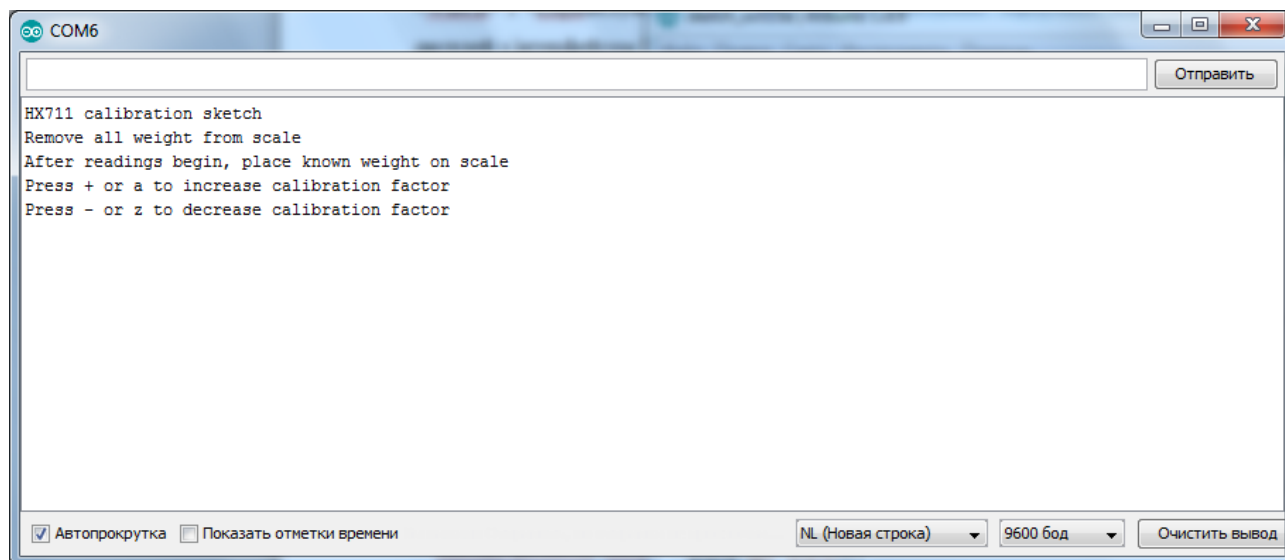 COM6
Отправить
HX711 calibration sketch
Remove all weight from scale
After readings begin, place known weight on scale
Press + or a to increase calibration factor
Press - or z to decrease calibration factor
Автопрокрутка Показать отметки времени NL (Новая строка) 9600 бод Очистить вывод